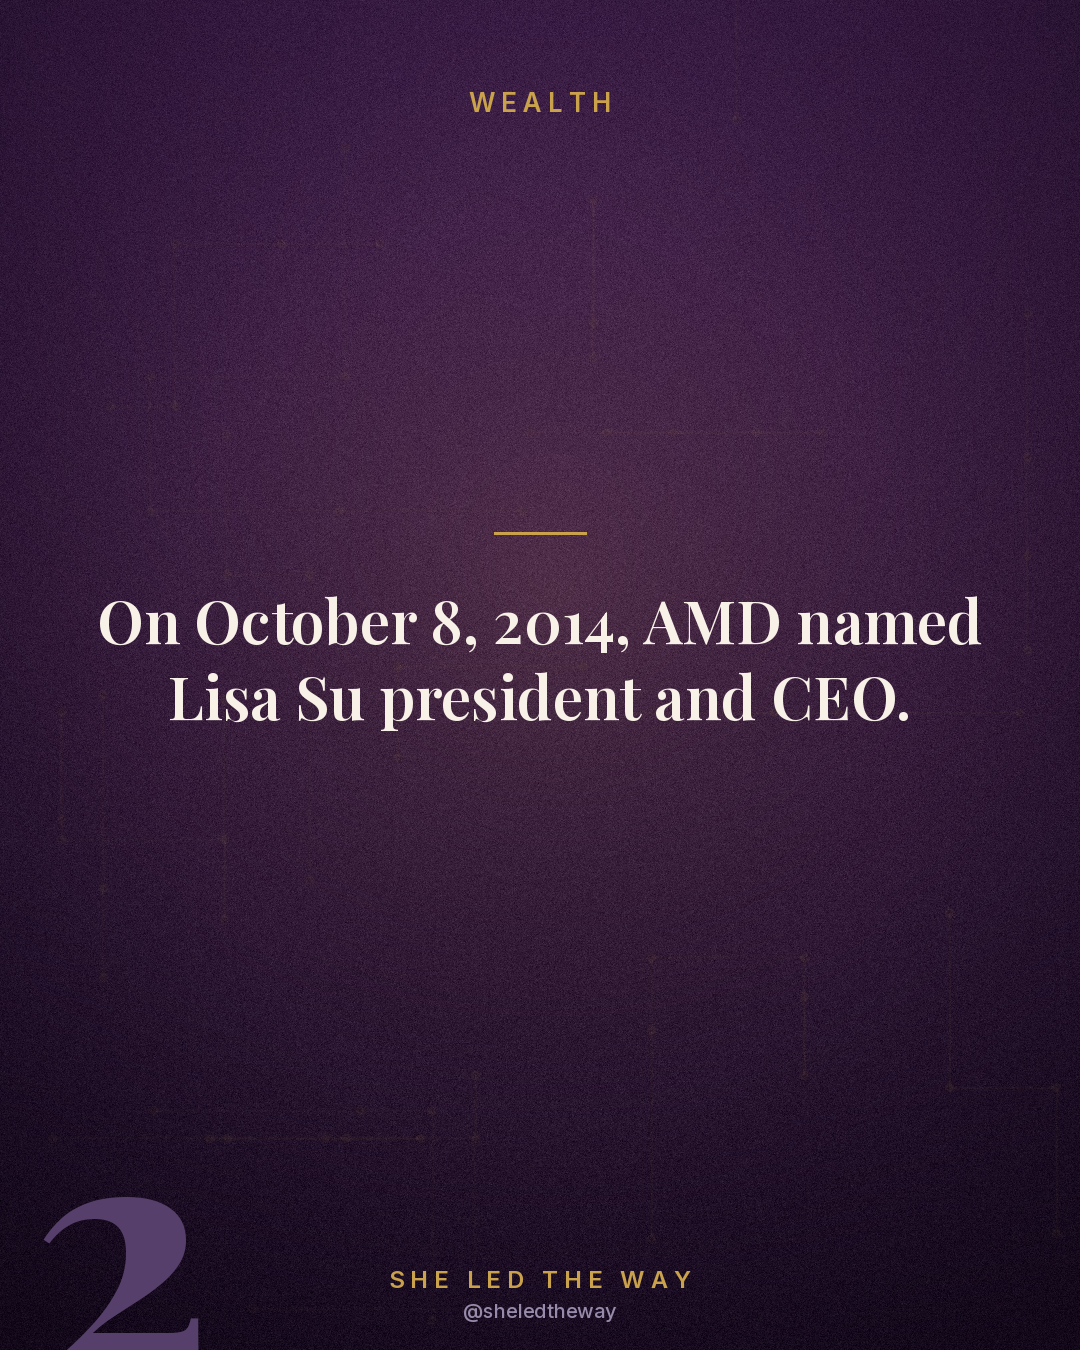 WEALTH
On October 8, 2014, AMD named
Lisa Su president and CEO.
2
SHE LED THE WAY
@sheledtheway